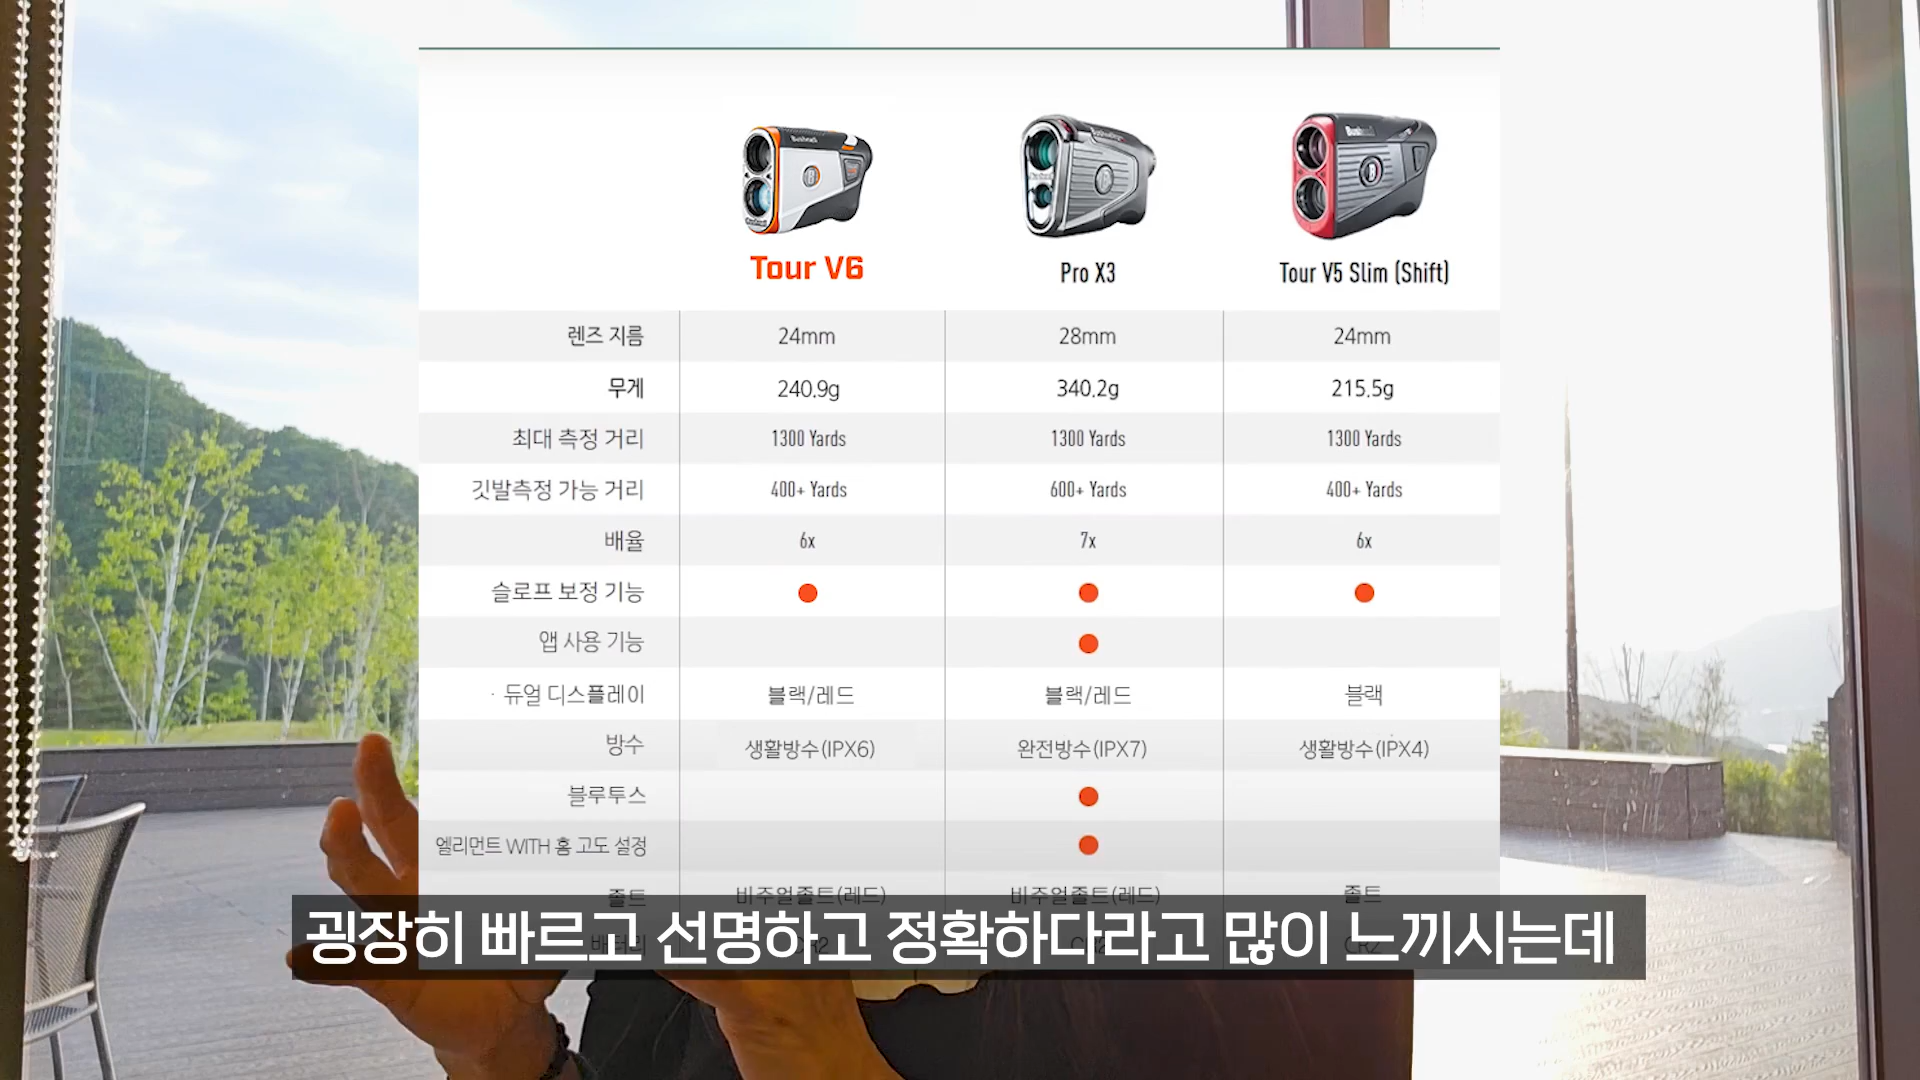 Tour V6 Pro X3 Tour V5 Slim (Shift)
렌즈 지름 24mm 28mm 24mm
무게 240.9g 340.2g 215.5g
최대 측정 거리 1300 Yards 1300 Yards 1300 Yards
깃발측정 가능 거리 400+ Yards 600+ Yards 400+ Yards
배율 6x 7x 6x
슬로프 보정 기능
앱 사용 기능
· 듀얼 디스플레이 블랙/레드 블랙/레드 블랙
방수 생활방수(IPX6) 완전방수(IPX7) 생활방수(IPX4)
블루투스
엘리먼트 WITH 홈 고도 설정
졸트 비주얼졸트(레드) 비주얼졸트(레드) 졸트
배터리 CR2 CR2 CR2
굉장히 빠르고 선명하고 정확하다라고 많이 느끼시는데